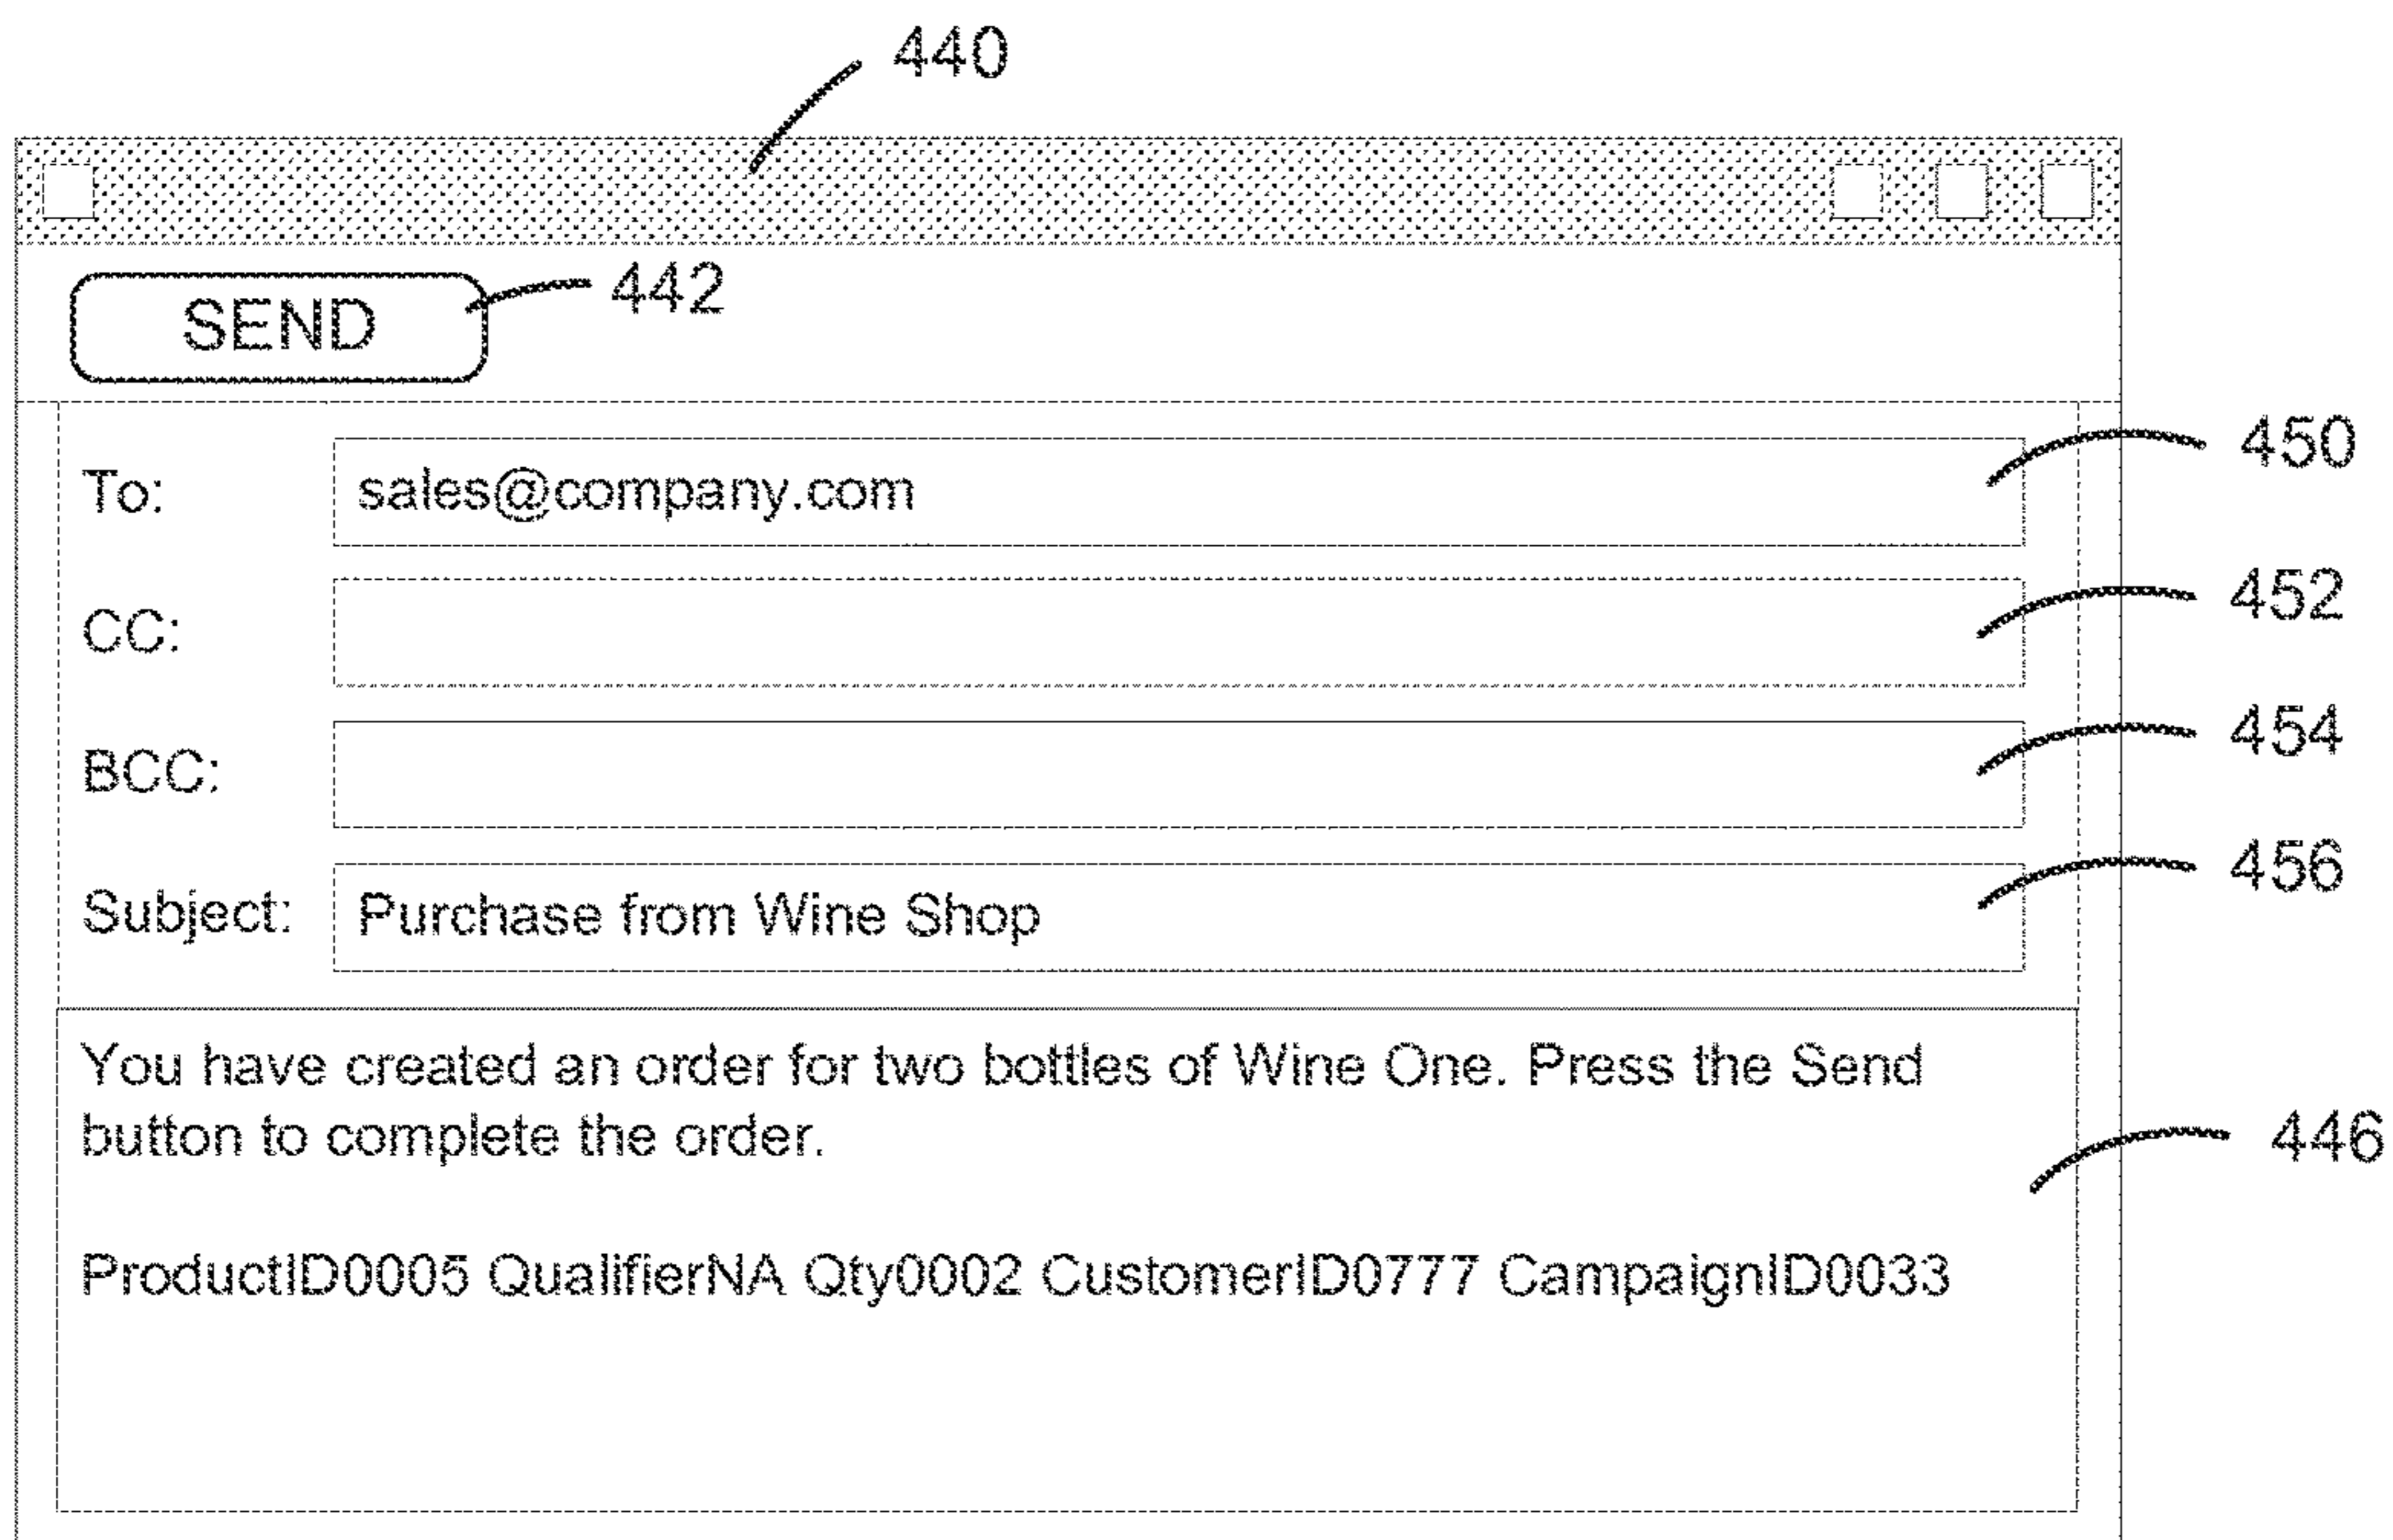 440
SEND 442
To: sales@company.com 450
CC: 452
BCC: 454
Subject: Purchase from Wine Shop 456
You have created an order for two bottles of Wine One. Press the Send
button to complete the order.
446
ProductID0005 QualifierNA Qty0002 CustomerID0777 CampaignID0033